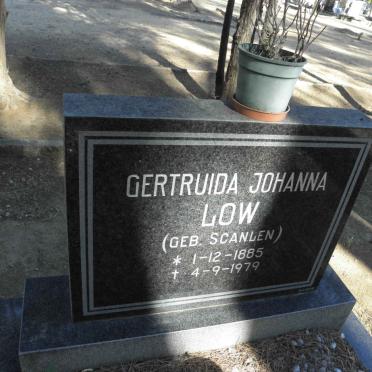 GERTRUIDA JOHANNA
LOW
(GEB. SCANLEN)
* 1-12-1885
† 4-9-1979